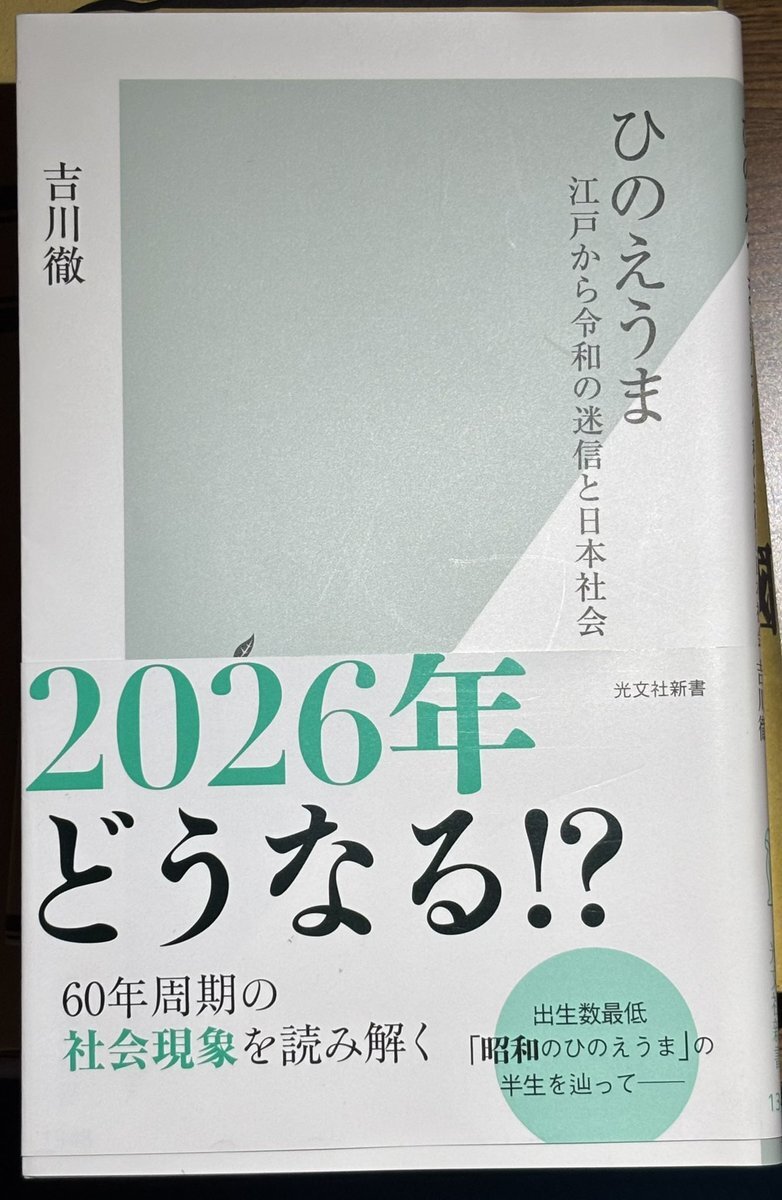 ひのえうま
江戸から令和の迷信と日本社会
吉川徹
光文社新書
2026年
どうなる!?
60年周期の
社会現象を読み解く
出生数最低
「昭和のひのえうま」の
半生を辿って――
吉川徹